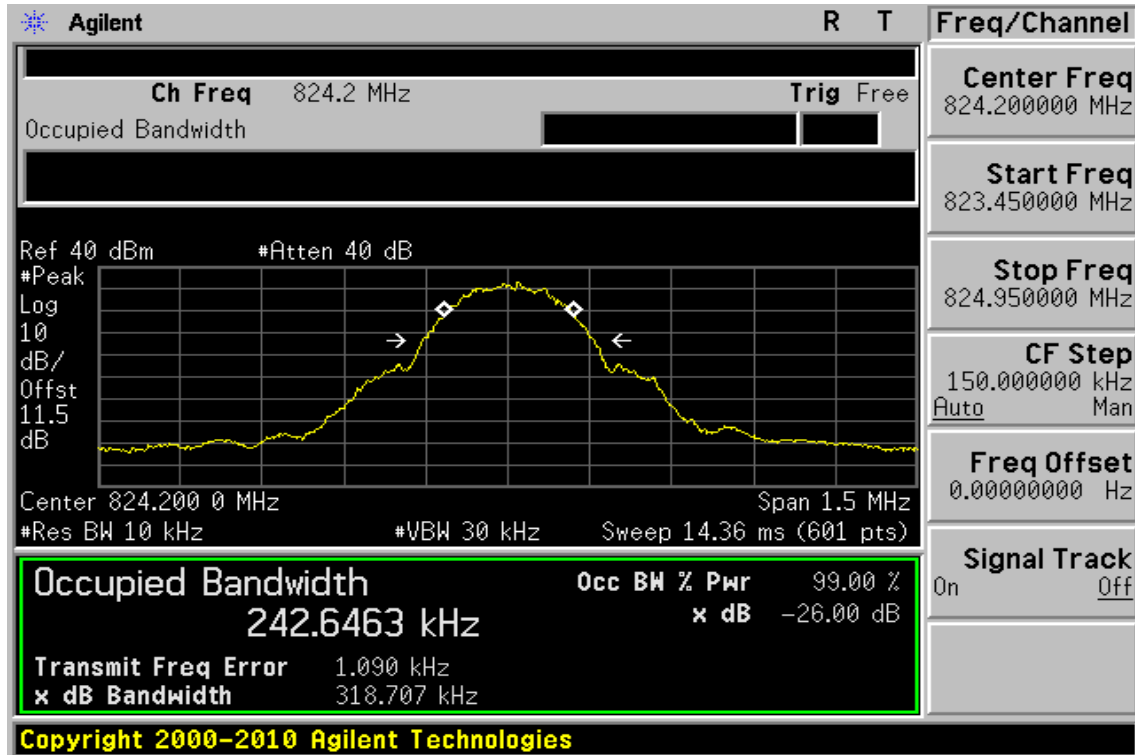 Agilent R T
Freq/Channel
Ch Freq 824.2 MHz Trig Free
Occupied Bandwidth
Center Freq
824.200000 MHz
Start Freq
823.450000 MHz
Stop Freq
824.950000 MHz
CF Step
150.000000 kHz
Auto Man
Freq Offset
0.00000000 Hz
Signal Track
On Off
Ref 40 dBm #Atten 40 dB
#Peak
Log
10
dB/
Offst
11.5
dB
Center 824.200 0 MHz Span 1.5 MHz
#Res BW 10 kHz #VBW 30 kHz Sweep 14.36 ms (601 pts)
Occupied Bandwidth
242.6463 kHz
Occ BW % Pwr 99.00 %
x dB -26.00 dB
Transmit Freq Error 1.090 kHz
x dB Bandwidth 318.707 kHz
Copyright 2000-2010 Agilent Technologies